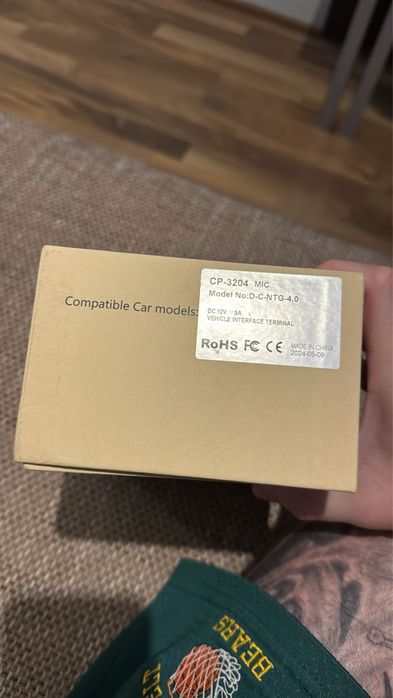 Compatible Car models:
CP-3204 MIC
Model No:D-C-NTG-4.0
DC 12V 5A
VEHICLE INTERFACE TERMINAL
RoHS FC CE MADE IN CHINA
2024-05-09
BEARS